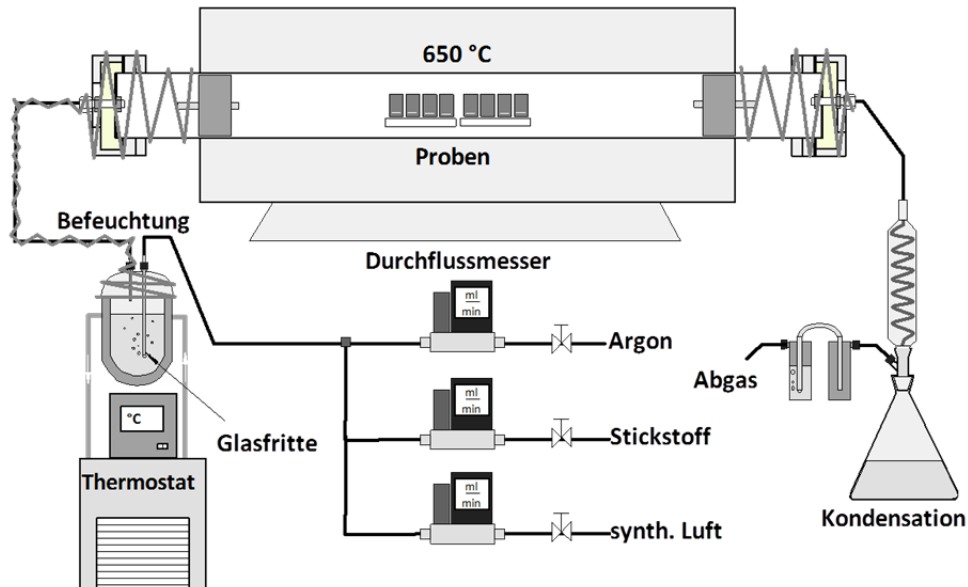 650 °C
Proben
Befeuchtung
Durchflussmesser
ml
min
Argon
Abgas
°C
Glasfritte
ml
min
Stickstoff
Thermostat
ml
min
synth. Luft
Kondensation